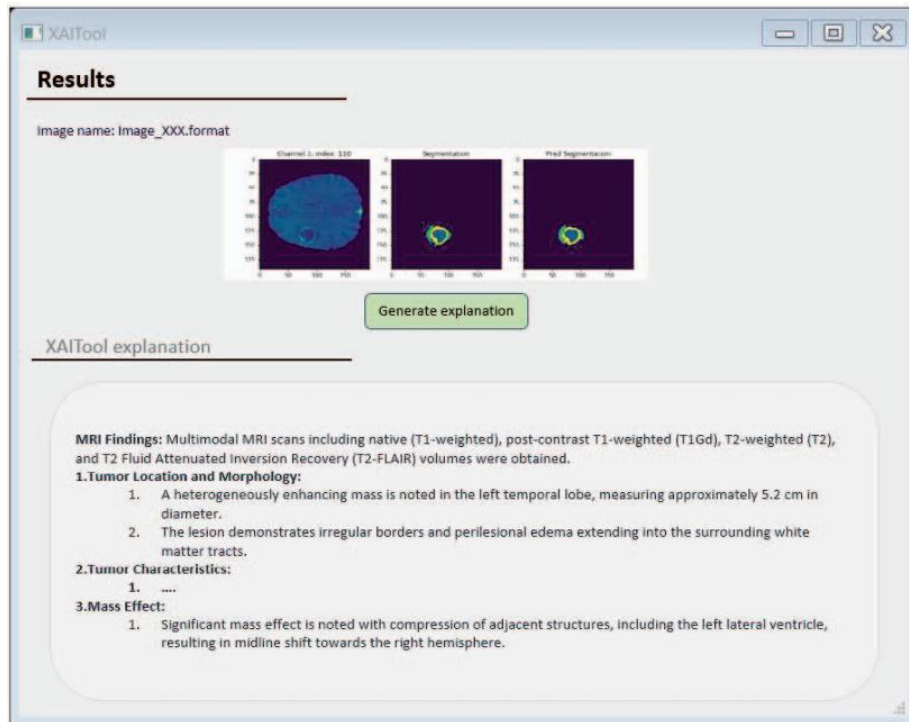 XAITool
Results
Image name: Image_XXX.format
Segmentation
Pred Segmentation
Generate explanation
XAITool explanation
MRI Findings: Multimodal MRI scans including native (T1-weighted), post-contrast T1-weighted (T1Gd), T2-weighted (T2),
and T2 Fluid Attenuated Inversion Recovery (T2-FLAIR) volumes were obtained.
1.Tumor Location and Morphology:
1. A heterogeneously enhancing mass is noted in the left temporal lobe, measuring approximately 5.2 cm in
diameter.
2. The lesion demonstrates irregular borders and perilesional edema extending into the surrounding white
matter tracts.
2.Tumor Characteristics:
1. ....
3.Mass Effect:
1. Significant mass effect is noted with compression of adjacent structures, including the left lateral ventricle,
resulting in midline shift towards the right hemisphere.